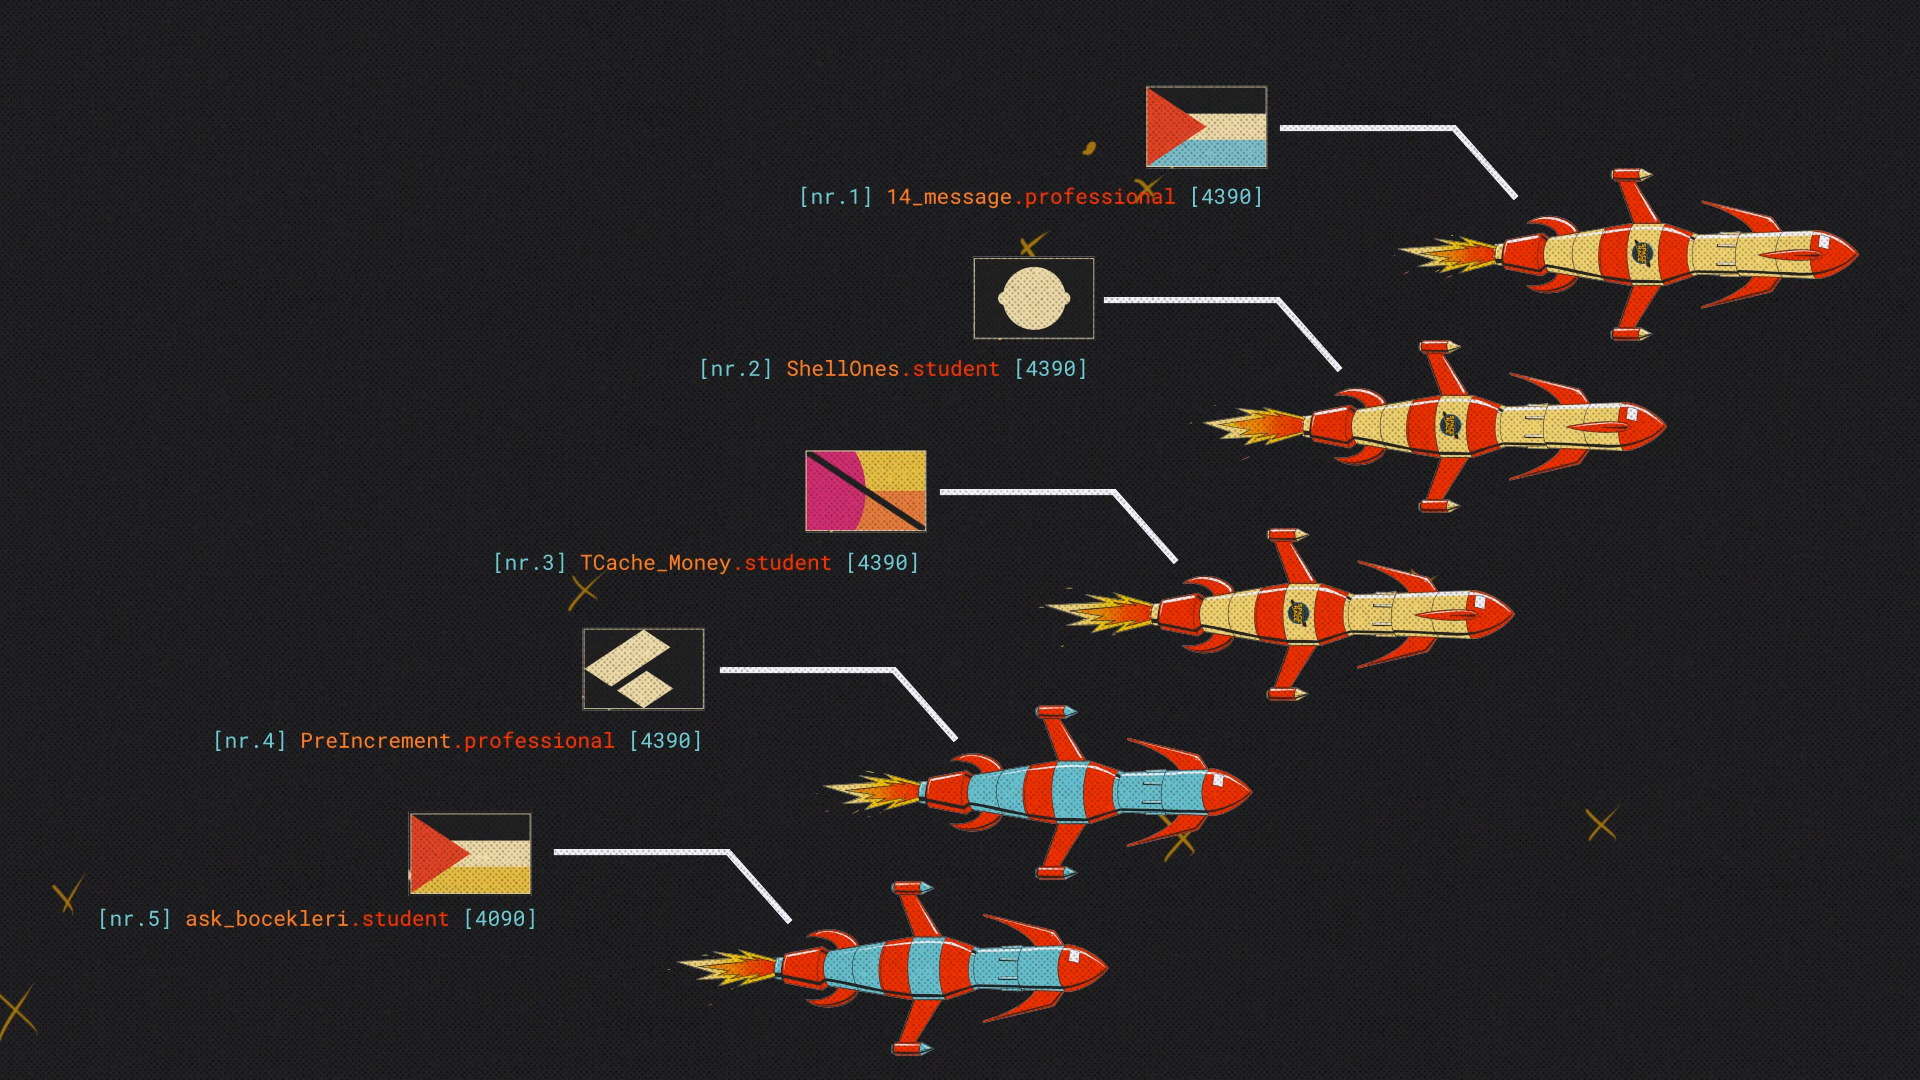 [nr.1] 14_message.professional [4390]
[nr.2] ShellOnes.student [4390]
[nr.3] TCache_Money.student [4390]
[nr.4] PreIncrement.professional [4390]
[nr.5] ask_bocekleri.student [4090]